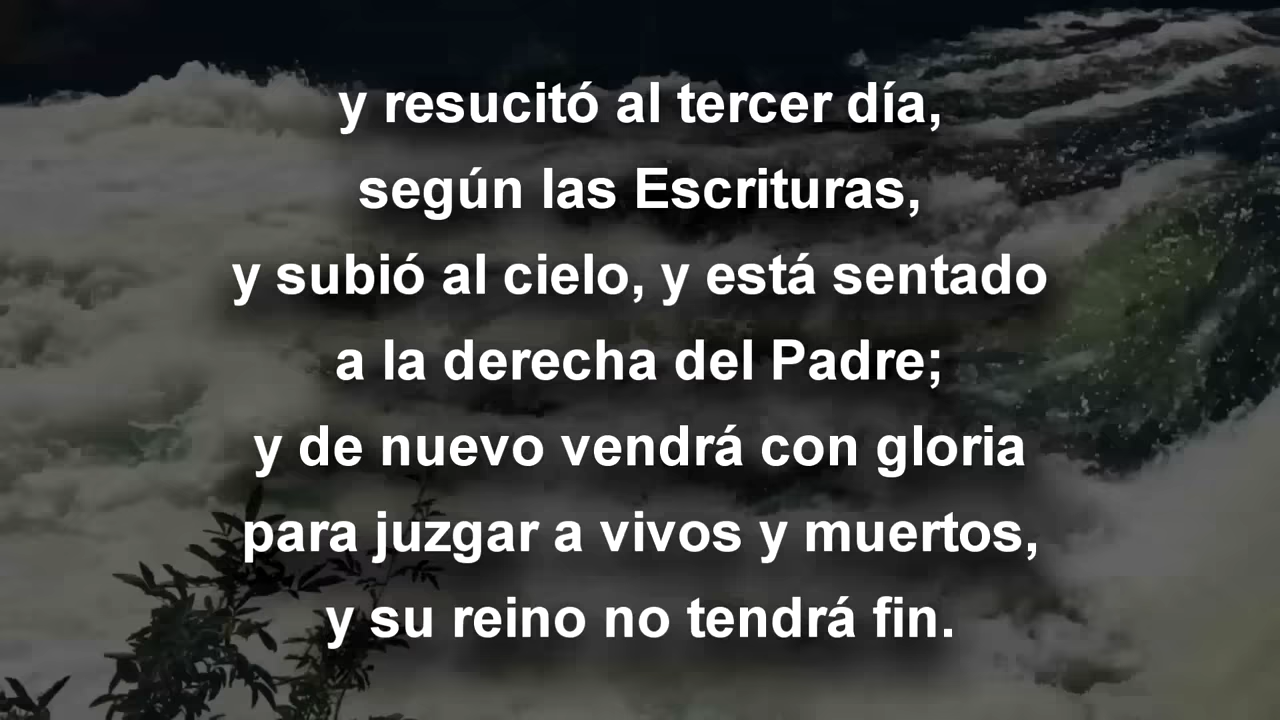 y resucitó al tercer día,
según las Escrituras,
y subió al cielo, y está sentado
a la derecha del Padre;
y de nuevo vendrá con gloria
para juzgar a vivos y muertos,
y su reino no tendrá fin.